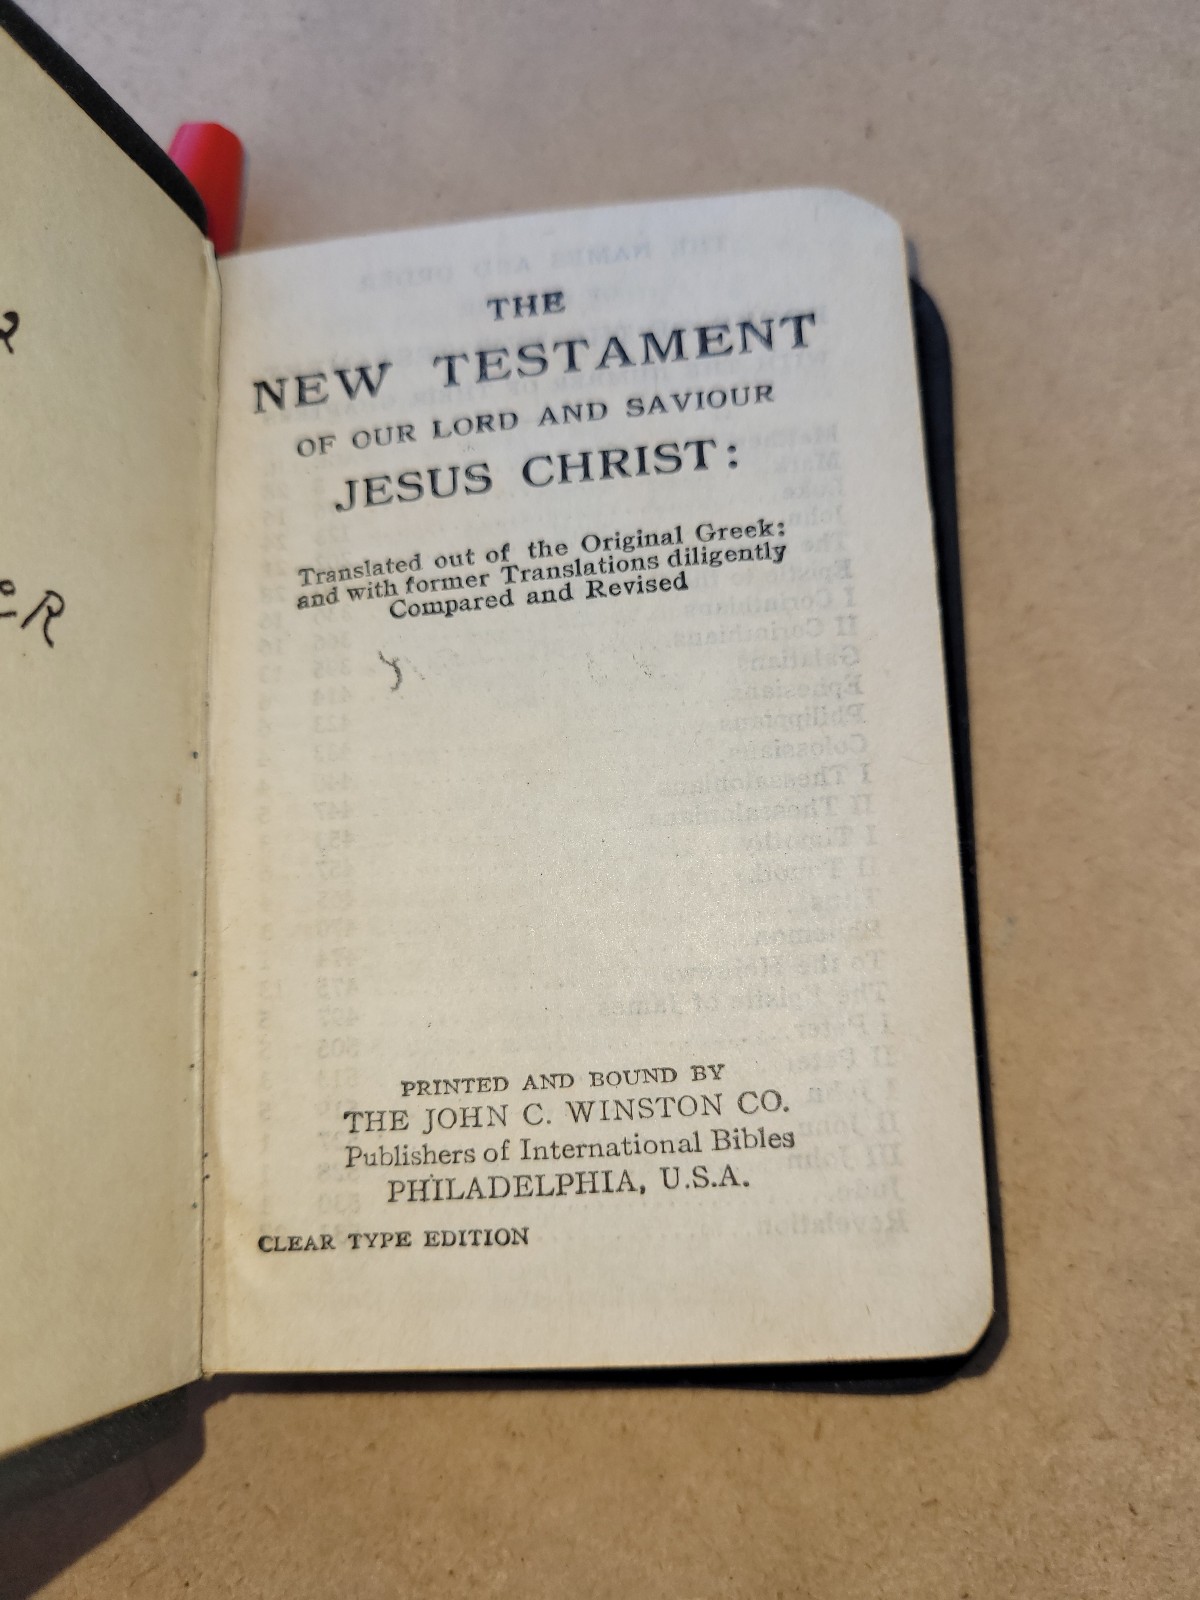 THE
NEW TESTAMENT
OF OUR LORD AND SAVIOUR
JESUS CHRIST:
Translated out of the Original Greek:
and with former Translations diligently
Compared and Revised
PRINTED AND BOUND BY
THE JOHN C. WINSTON CO.
Publishers of International Bibles
PHILADELPHIA, U.S.A.
CLEAR TYPE EDITION